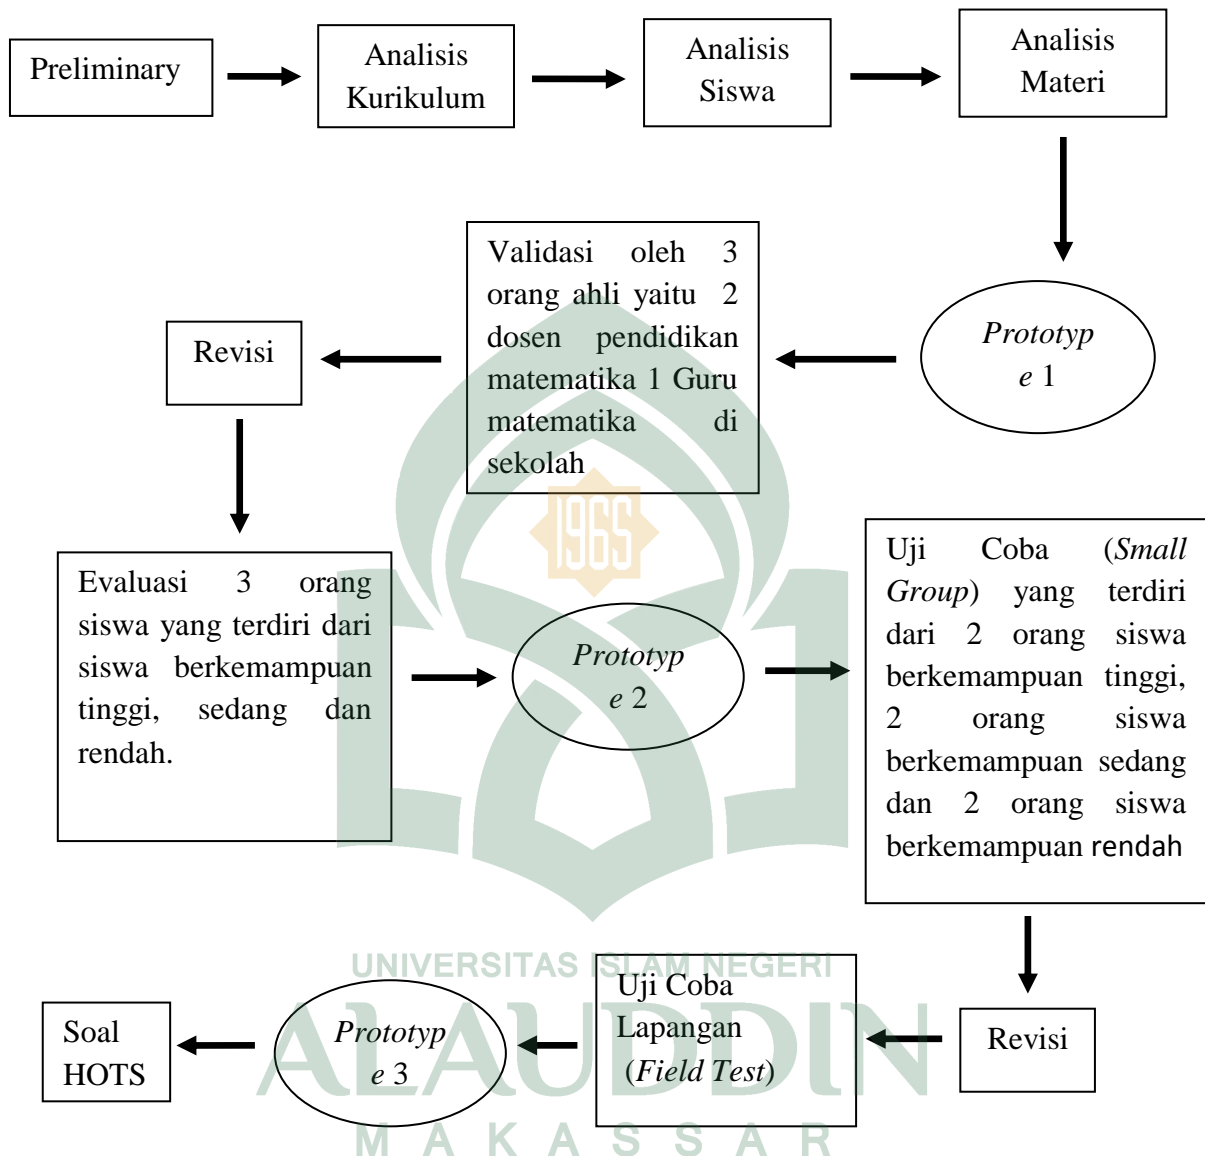 Preliminary
Analisis
Kurikulum
Analisis
Siswa
Analisis
Materi
Prototyp
e 1
Validasi oleh 3
orang ahli yaitu 2
dosen pendidikan
matematika 1 Guru
matematika di
sekolah
Revisi
Evaluasi 3 orang
siswa yang terdiri dari
siswa berkemampuan
tinggi, sedang dan
rendah.
Prototyp
e 2
Uji Coba (Small
Group) yang terdiri
dari 2 orang siswa
berkemampuan tinggi,
2 orang siswa
berkemampuan sedang
dan 2 orang siswa
berkemampuan rendah
Revisi
Uji Coba
Lapangan
(Field Test)
Prototyp
e 3
Soal
HOTS
1965
UNIVERSITAS ISLAM NEGERI
ALAUDDIN
MAKASSAR